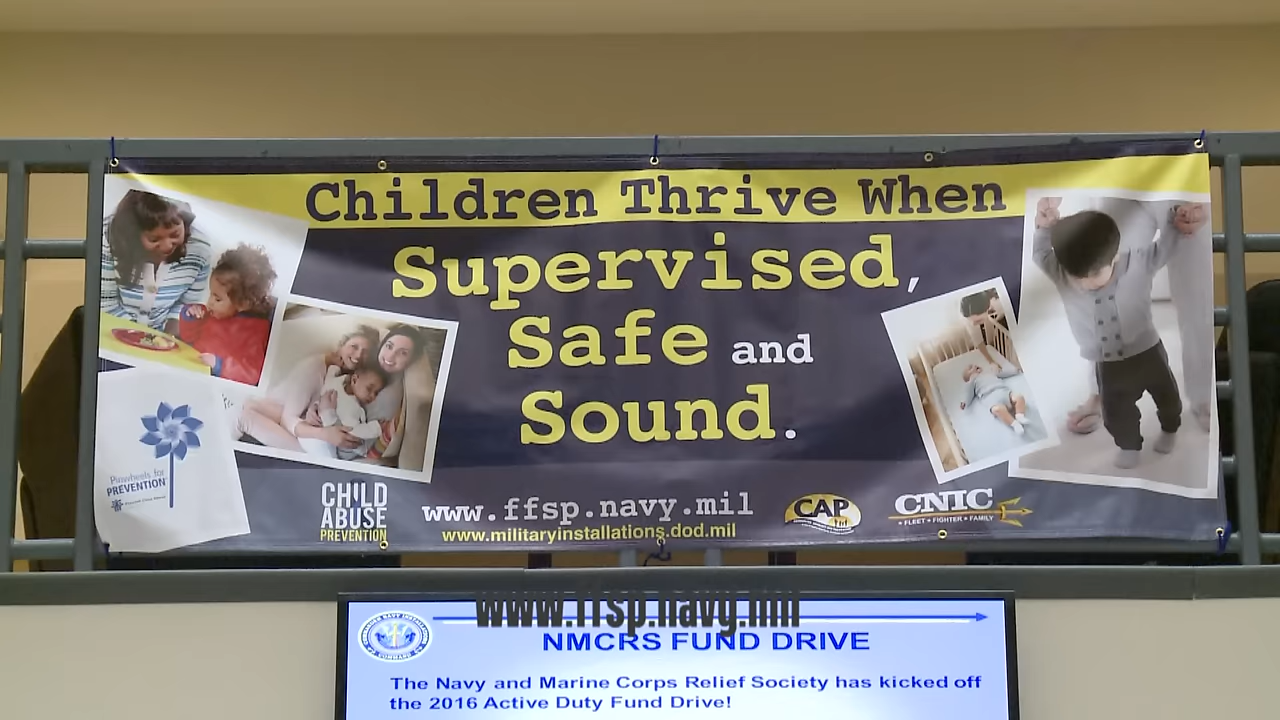 Children Thrive When
Supervised,
Safe and
Sound.
Pinwheels for
PREVENTION
CHILD
ABUSE
PREVENTION
www.ffsp.navy.mil
www.militaryinstallations.dod.mil
CAP
CNIC
• FLEET • FIGHTER • FAMILY •
www.ffsp.navy.mil
NMCRS FUND DRIVE
The Navy and Marine Corps Relief Society has kicked off
the 2016 Active Duty Fund Drive!